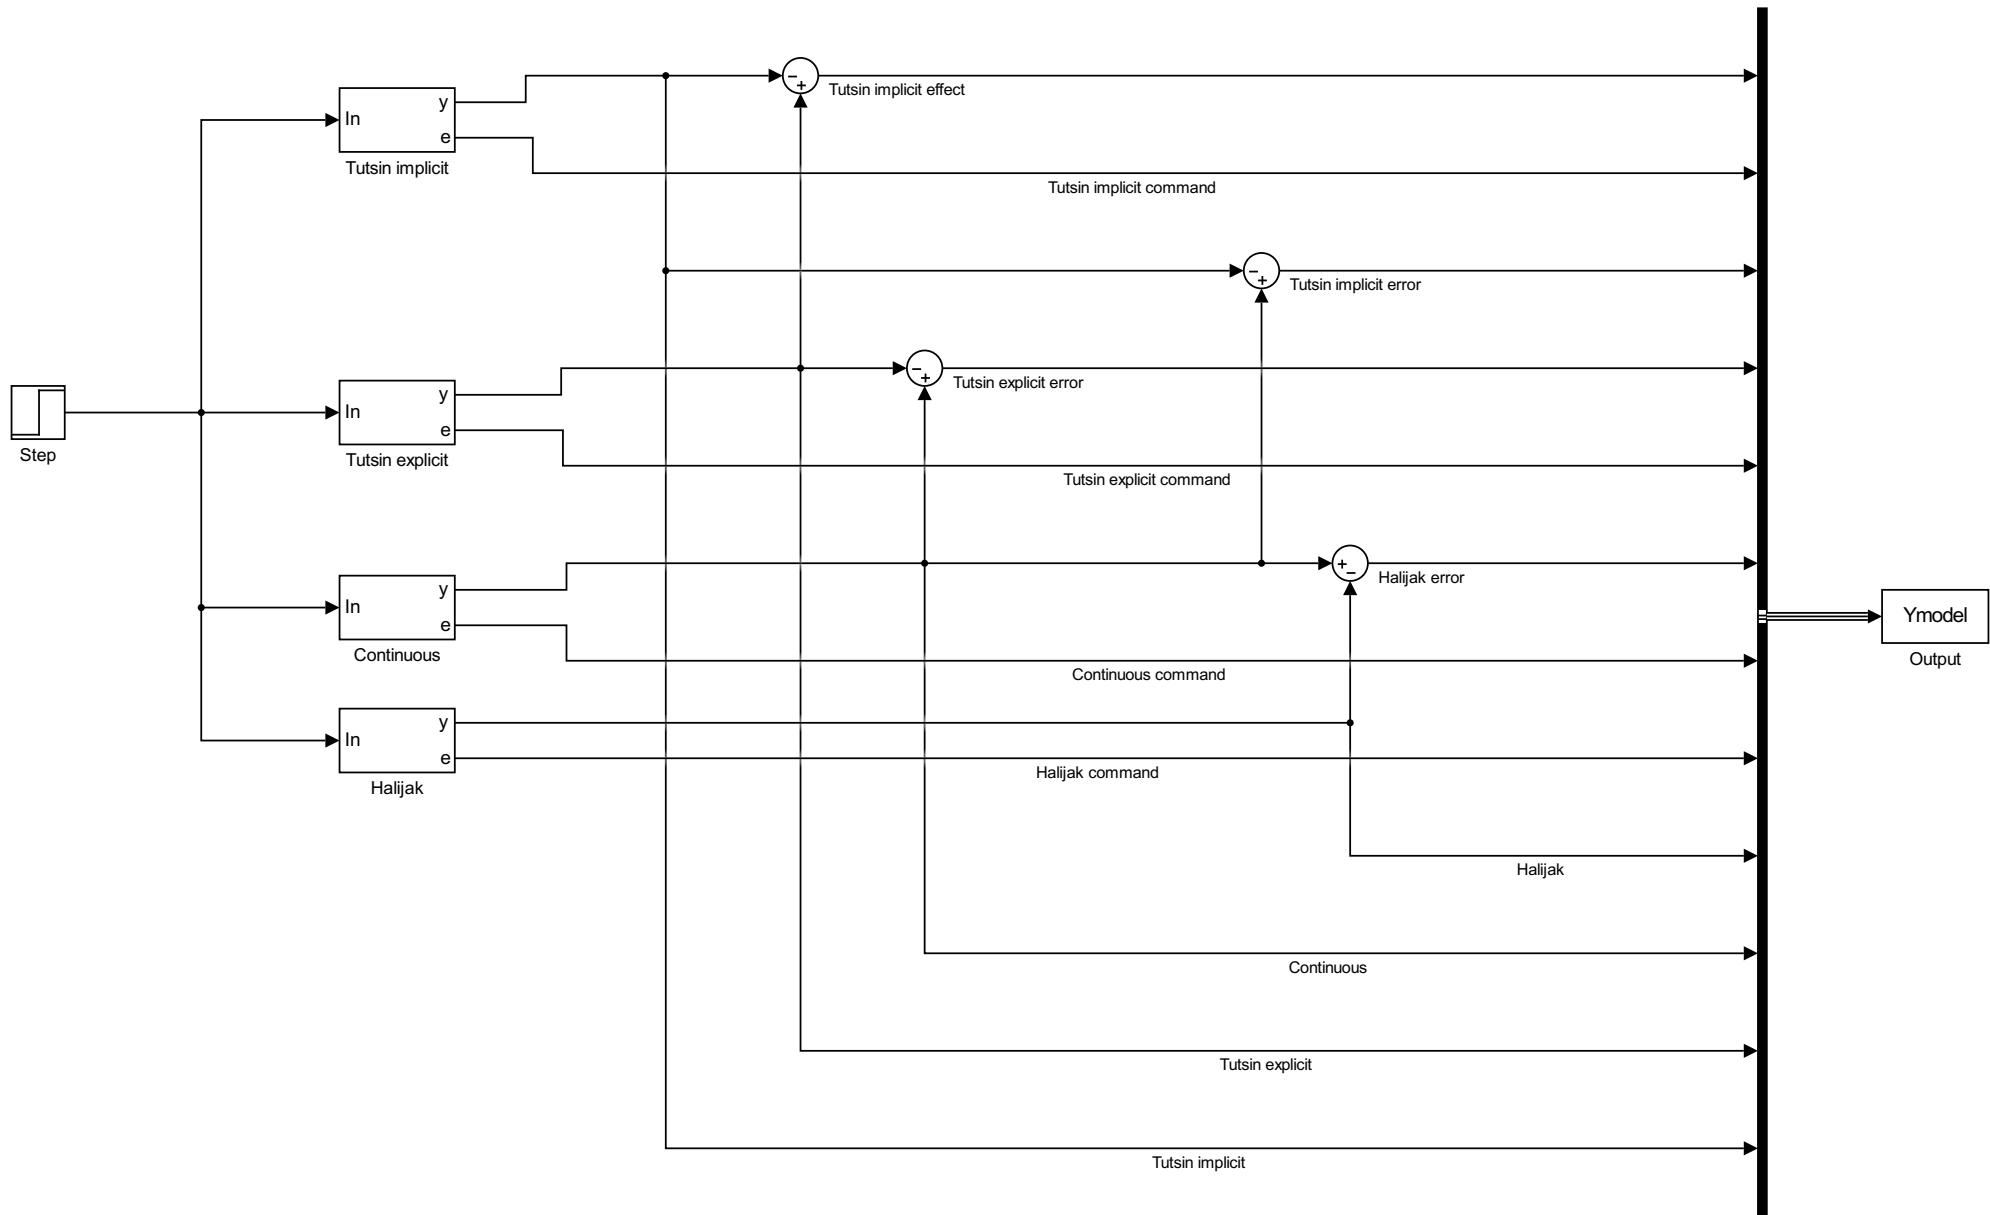 Tutsin implicit effect
In
y
e
Tutsin implicit
Tutsin implicit command
Tutsin implicit error
Tutsin explicit error
Step
In
y
e
Tutsin explicit
Tutsin explicit command
Halijak error
In
y
e
Continuous
Continuous command
Ymodel
Output
In
y
e
Halijak
Halijak command
Halijak
Continuous
Tutsin explicit
Tutsin implicit